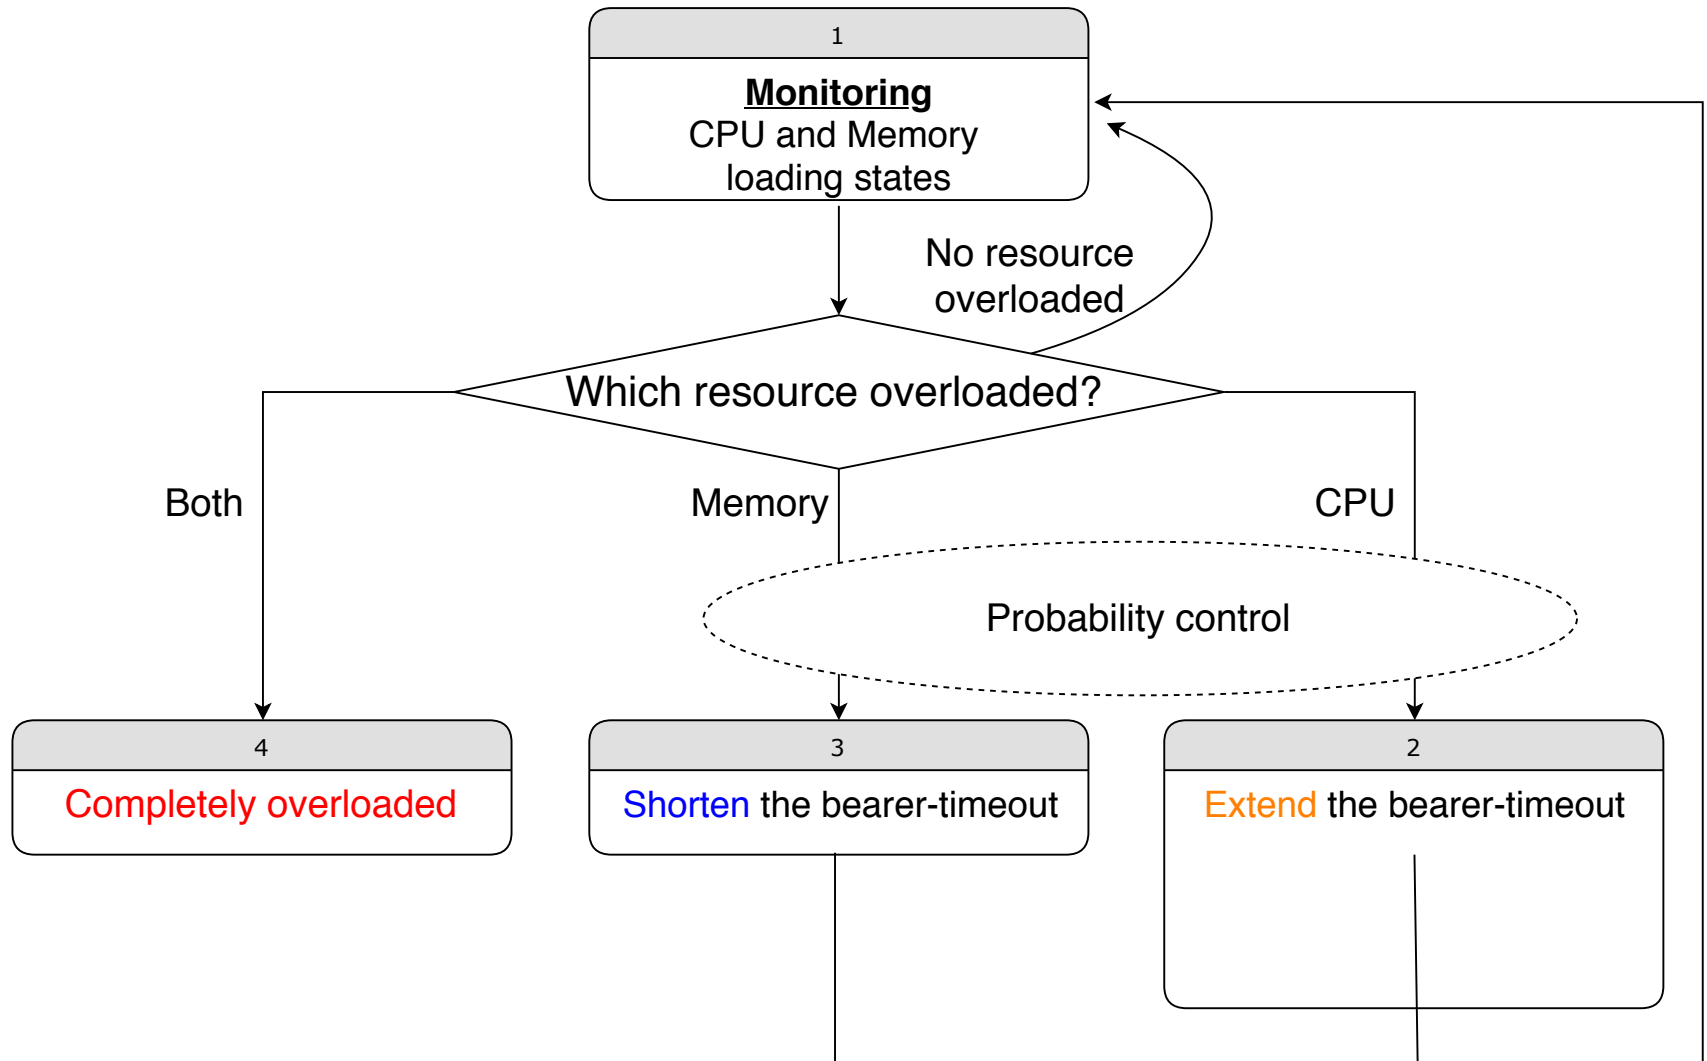 1
Monitoring
CPU and Memory
loading states
No resource
overloaded
Which resource overloaded?
Both
Memory
CPU
Probability control
4
Completely overloaded
3
Shorten the bearer-timeout
2
Extend the bearer-timeout